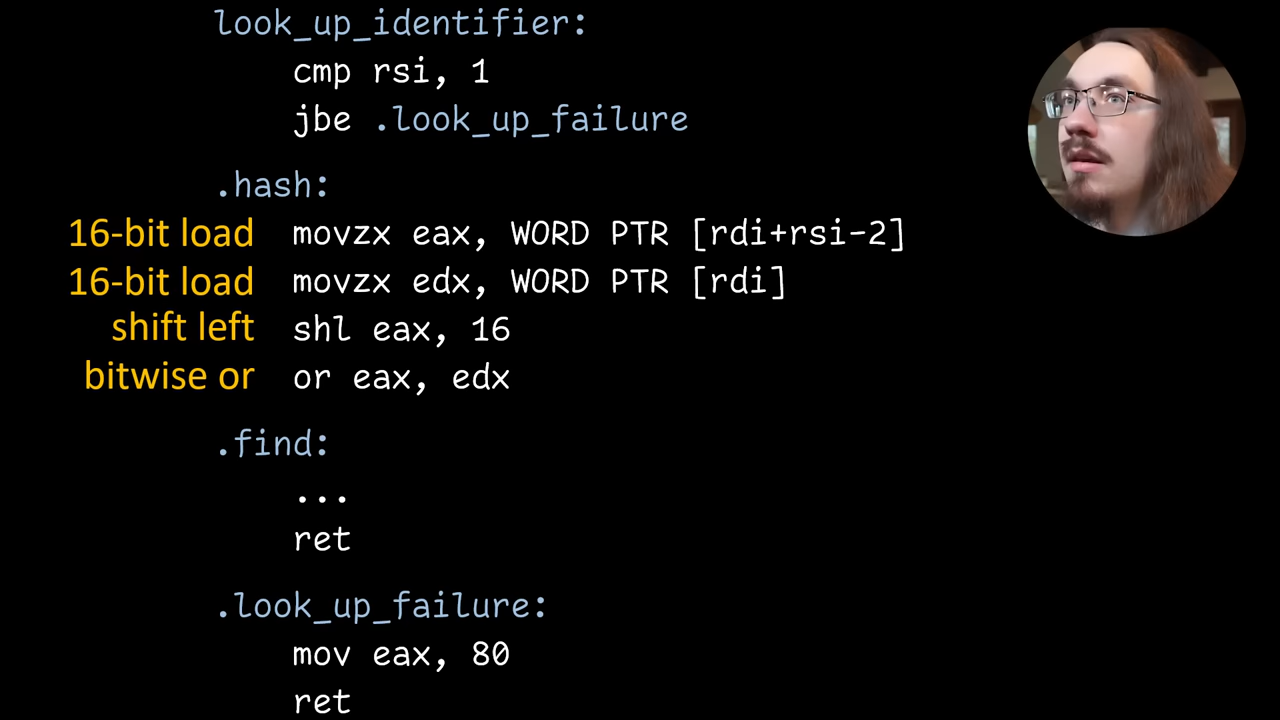 look_up_identifier:
cmp rsi, 1
jbe .look_up_failure
.hash:
16-bit load movzx eax, WORD PTR [rdi+rsi-2]
16-bit load movzx edx, WORD PTR [rdi]
shift left shl eax, 16
bitwise or or eax, edx
.find:
...
ret
.look_up_failure:
mov eax, 80
ret